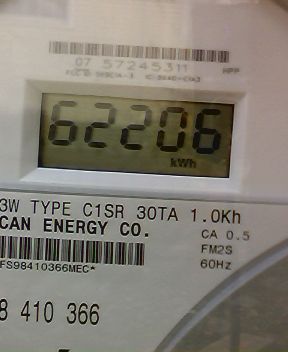 07 57245311
62206
kWh
3W TYPE C1SR 30TA 1.0Kh
CAN ENERGY CO.
CA 0.5
FM2S
60Hz
FS98410366MEC*
8 410 366